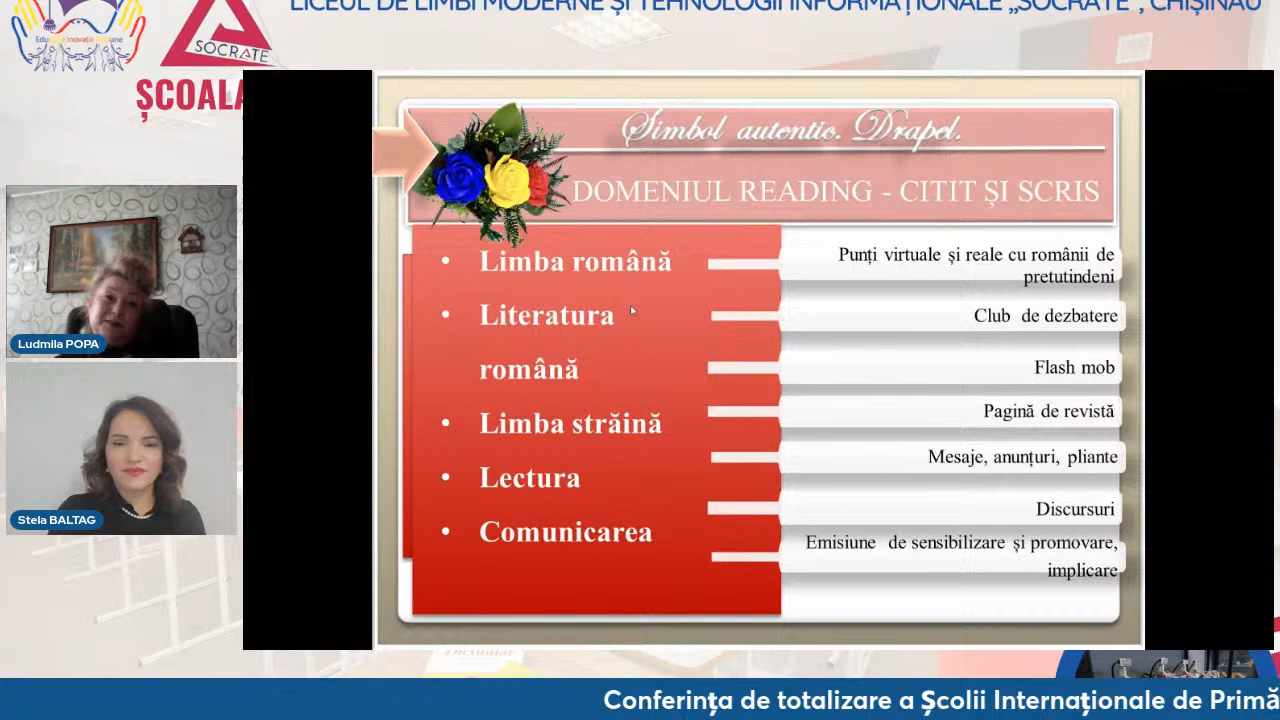 LICEUL DE LIMBI MODERNE ȘI TEHNOLOGII INFORMAȚIONALE „SOCRATE”, CHIȘINĂU
SOCRATE
ȘCOALA
Simbol autentic. Drapel.
DOMENIUL READING - CITIT ȘI SCRIS
• Limba română
• Literatura
română
• Limba străină
• Lectura
• Comunicarea
Punți virtuale și reale cu românii de
pretutindeni
Club de dezbatere
Flash mob
Pagină de revistă
Mesaje, anunțuri, pliante
Discursuri
Emisiune de sensibilizare și promovare,
implicare
Ludmila POPA
Stela BALTAG
Conferința de totalizare a Școlii Internaționale de Primă